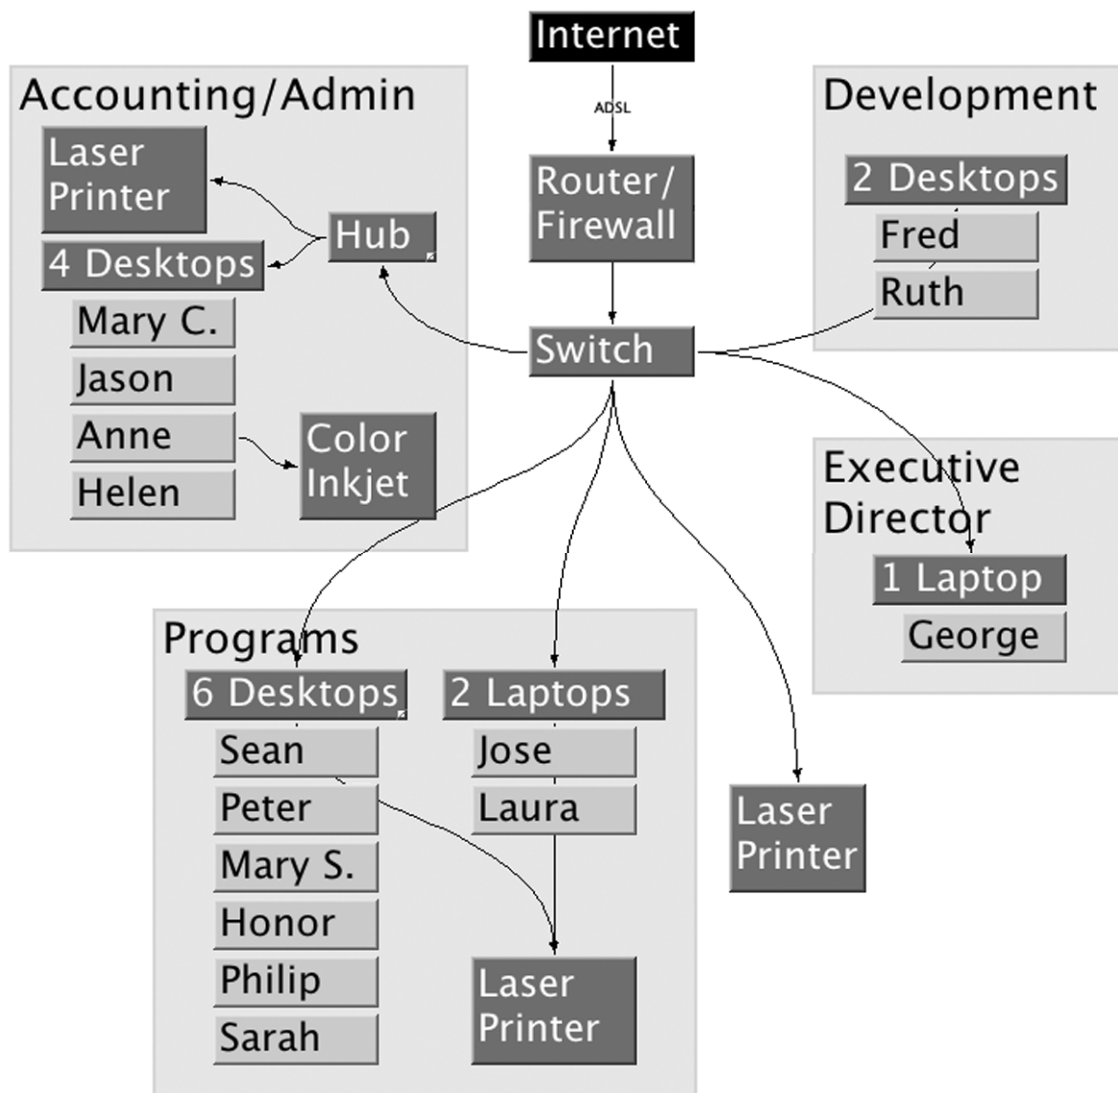 Internet
ADSL
Router/
Firewall
Switch
Accounting/Admin
Laser
Printer
Hub
4 Desktops
Mary C.
Jason
Anne
Helen
Color
Inkjet
Development
2 Desktops
Fred
Ruth
Executive
Director
1 Laptop
George
Programs
6 Desktops
Sean
Peter
Mary S.
Honor
Philip
Sarah
2 Laptops
Jose
Laura
Laser
Printer
Laser
Printer